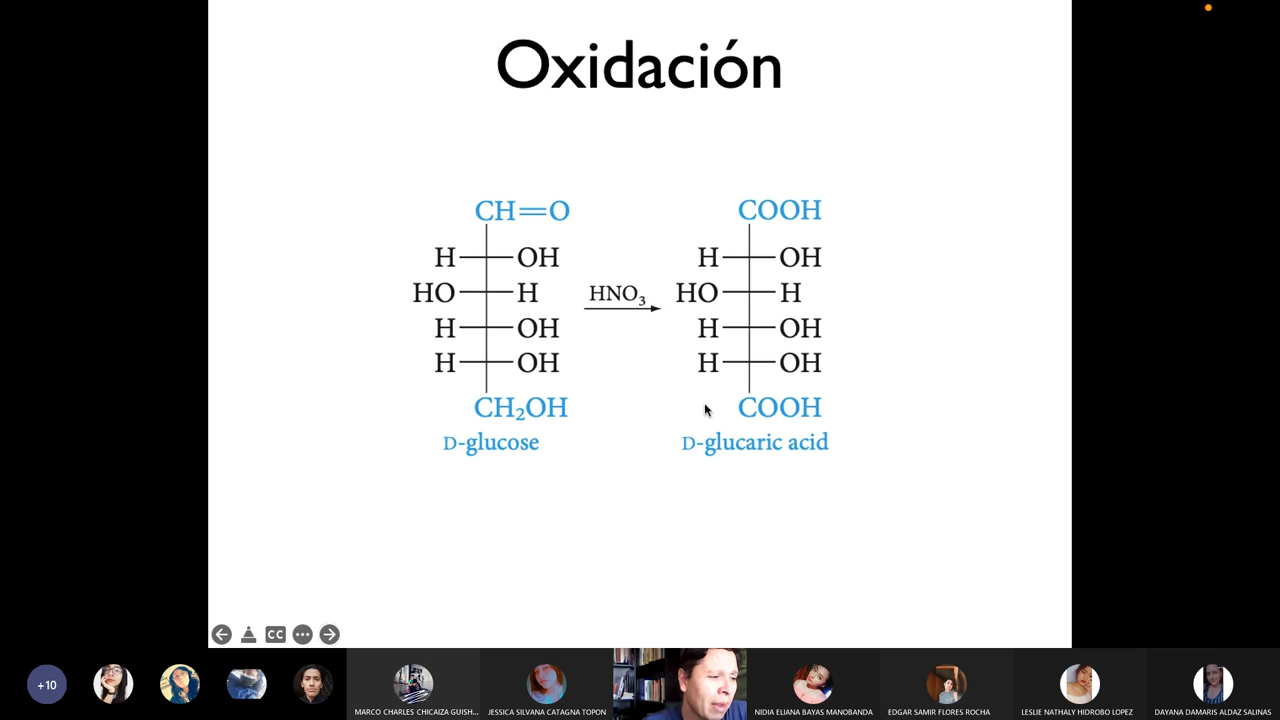 Oxidación
CH=O
H OH
HO H
H OH
H OH
CH₂OH
D-glucose
HNO₃
COOH
H OH
HO H
H OH
H OH
COOH
D-glucaric acid
CC
+10
MARCO CHARLES CHICAIZA GUISH...
JESSICA SILVANA CATAGNA TOPON
NIDIA ELIANA BAYAS MANOBANDA
EDGAR SAMIR FLORES ROCHA
LESLIE NATHALY HIDROBO LOPEZ
DAYANA DAMARIS ALDAZ SALINAS